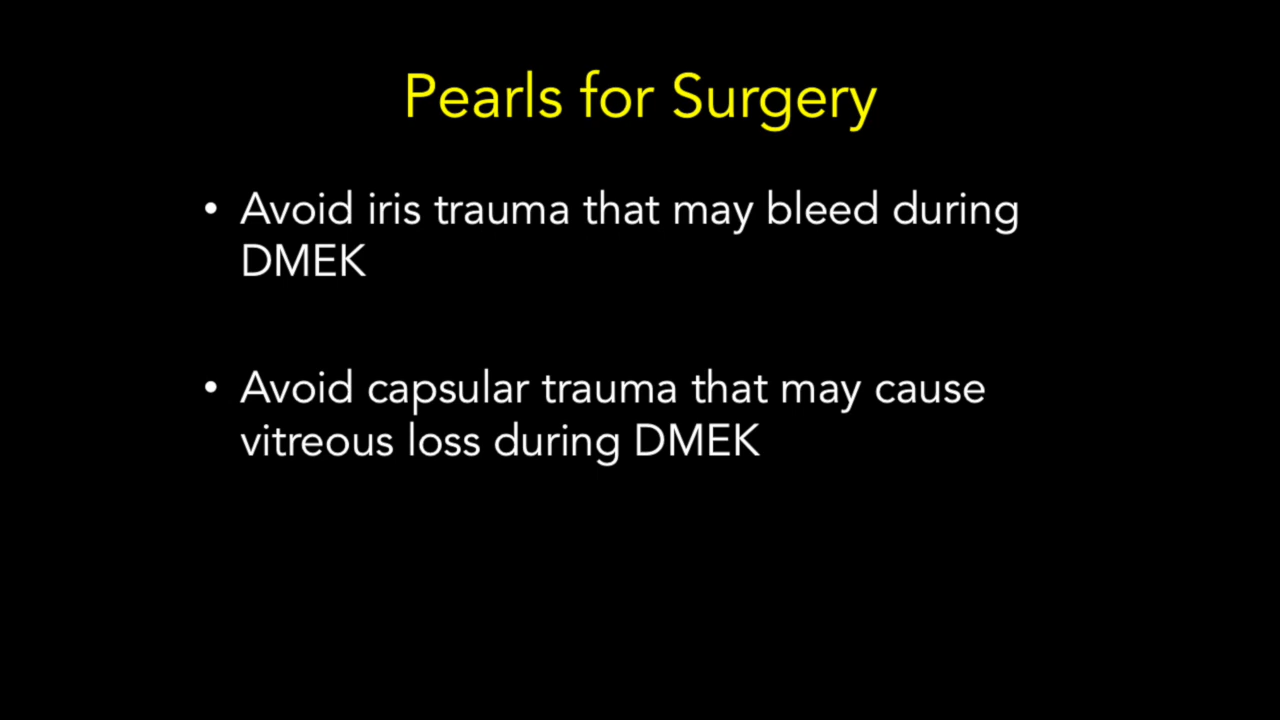 Pearls for Surgery
• Avoid iris trauma that may bleed during
DMEK
• Avoid capsular trauma that may cause
vitreous loss during DMEK